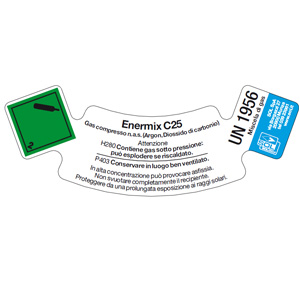 Enermix C25
Gas compresso n.a.s. (Argon, Diossido di carbonio)
Attenzione
H280 Contiene gas sotto pressione:
può esplodere se riscaldato.
P403 Conservare in luogo ben ventilato.
In alta concentrazione può provocare asfissia.
Non svuotare completamente il recipiente.
Proteggere da una prolungata esposizione ai raggi solari.
2
UN 1956
Miscela di gas
SOL